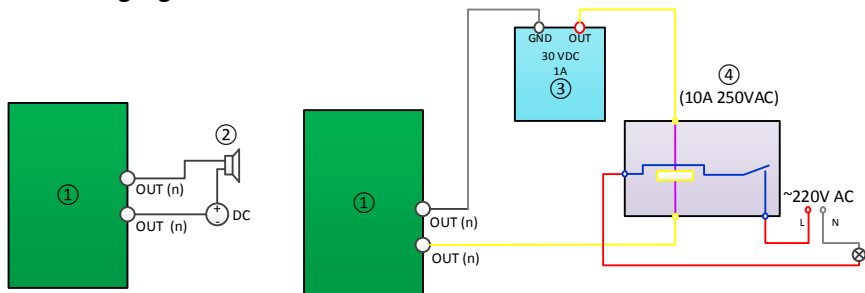 ①
OUT (n)
OUT (n)
②
+
-
DC
①
OUT (n)
OUT (n)
GND OUT
30 VDC
1A
③
④
(10A 250VAC)
~220V AC
L N